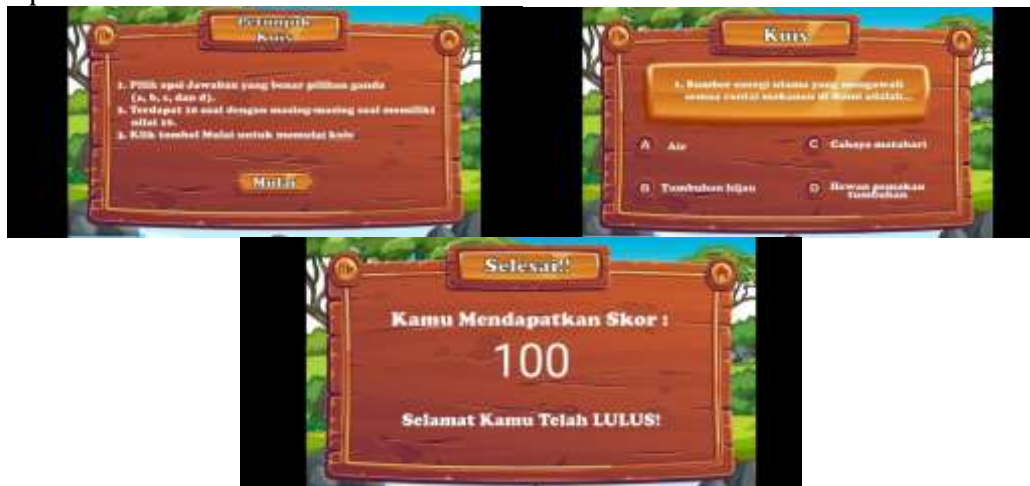 Petunjuk
Kuis
1. Pilih opsi Jawaban yang benar pilihan ganda
(a, b, c, dan d).
2. Terdapat 10 soal dengan masing-masing soal memiliki
nilai 10.
3. Klik tombol Mulai untuk memulai kuis
Mulai
Kuis
1. Sumber energi utama yang mengawali
semua rantai makanan di Bumi adalah...
A Air
C Cahaya matahari
B Tumbuhan hijau
D Hewan pemakan
tumbuhan
Selesai!!
Kamu Mendapatkan Skor :
100
Selamat Kamu Telah LULUS!